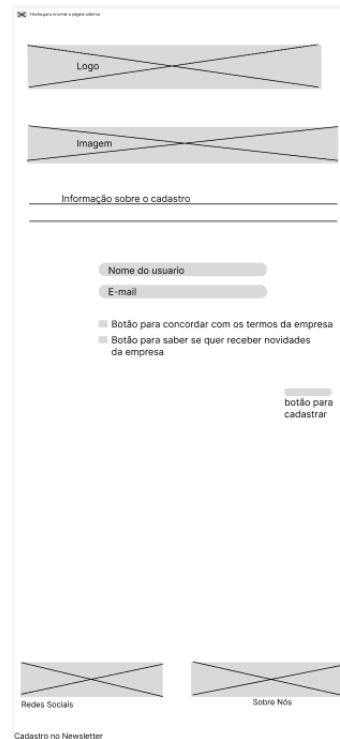 Logo
Imagem
Informação sobre o cadastro
Nome do usuario
E-mail
Botão para concordar com os termos da empresa
Botão para saber se quer receber novidades
da empresa
botão para
cadastrar
Redes Sociais
Sobre Nós
Cadastro no Newsletter